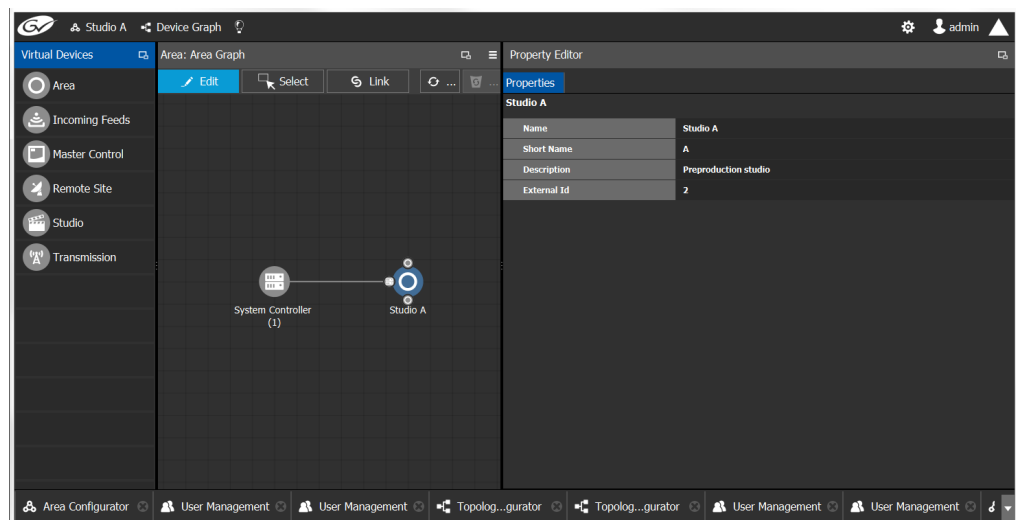 GV Studio A Device Graph admin
Virtual Devices
Area: Area Graph
Property Editor
Area
Incoming Feeds
Master Control
Remote Site
Studio
Transmission
Edit Select Link ... ...
System Controller
(1)
Studio A
Properties
Studio A
Name Studio A
Short Name A
Description Preproduction studio
External Id 2
Area Configurator User Management User Management Topolog...gurator Topolog...gurator User Management User Management